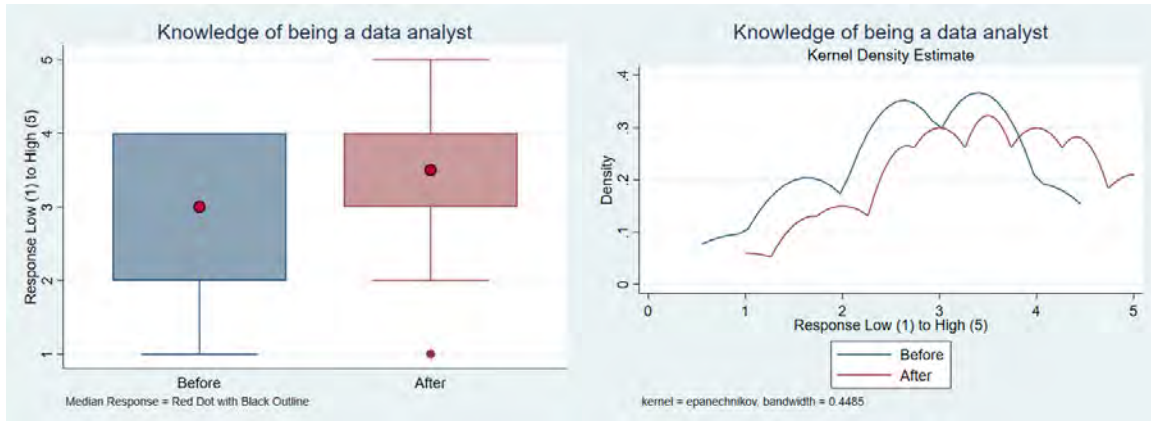 Knowledge of being a data analyst
Response Low (1) to High (5)
5
4
3
2
1
Before
After
Median Response = Red Dot with Black Outline
Knowledge of being a data analyst
Kernel Density Estimate
Density
.4
.3
.2
.1
0
0 1 2 3 4 5
Response Low (1) to High (5)
Before
After
kernel = epanechnikov, bandwidth = 0.4485